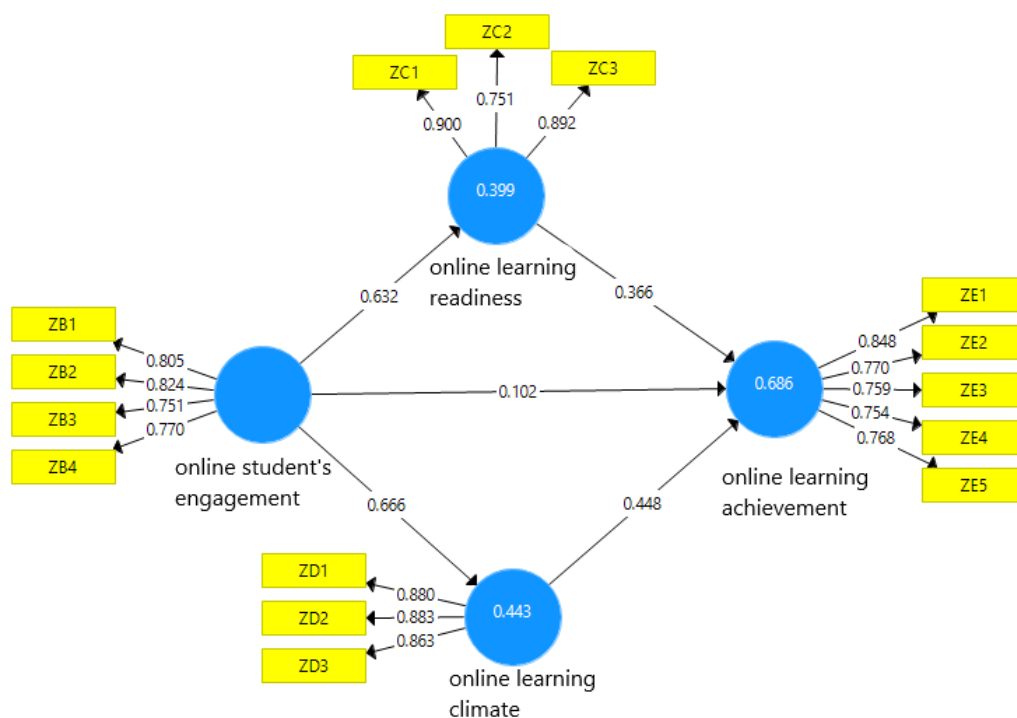 ZC2
ZC1
ZC3
0.900
0.751
0.892
0.399
online learning
readiness
0.632
0.366
ZB1
ZB2
ZB3
ZB4
0.805
0.824
0.751
0.770
online student's
engagement
0.102
0.686
online learning
achievement
0.848
0.770
0.759
0.754
0.768
ZE1
ZE2
ZE3
ZE4
ZE5
0.666
0.448
ZD1
ZD2
ZD3
0.880
0.883
0.863
0.443
online learning
climate